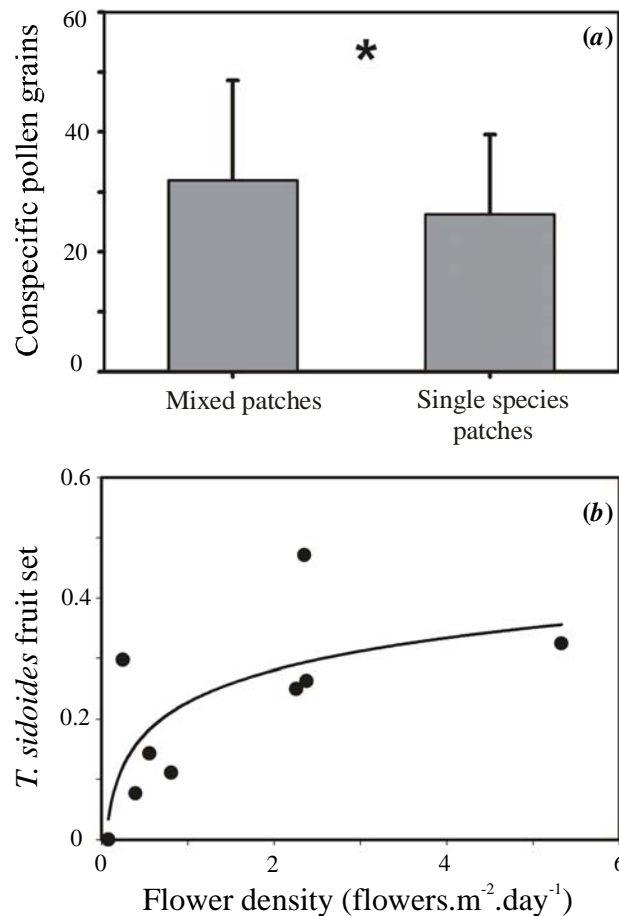 60
(a)
*
40
20
0
Conspecific pollen grains
Mixed patches
Single species
patches
0.6
(b)
0.4
0.2
0
T. sidoides fruit set
0
2
4
6
Flower density (flowers.m⁻².day⁻¹)